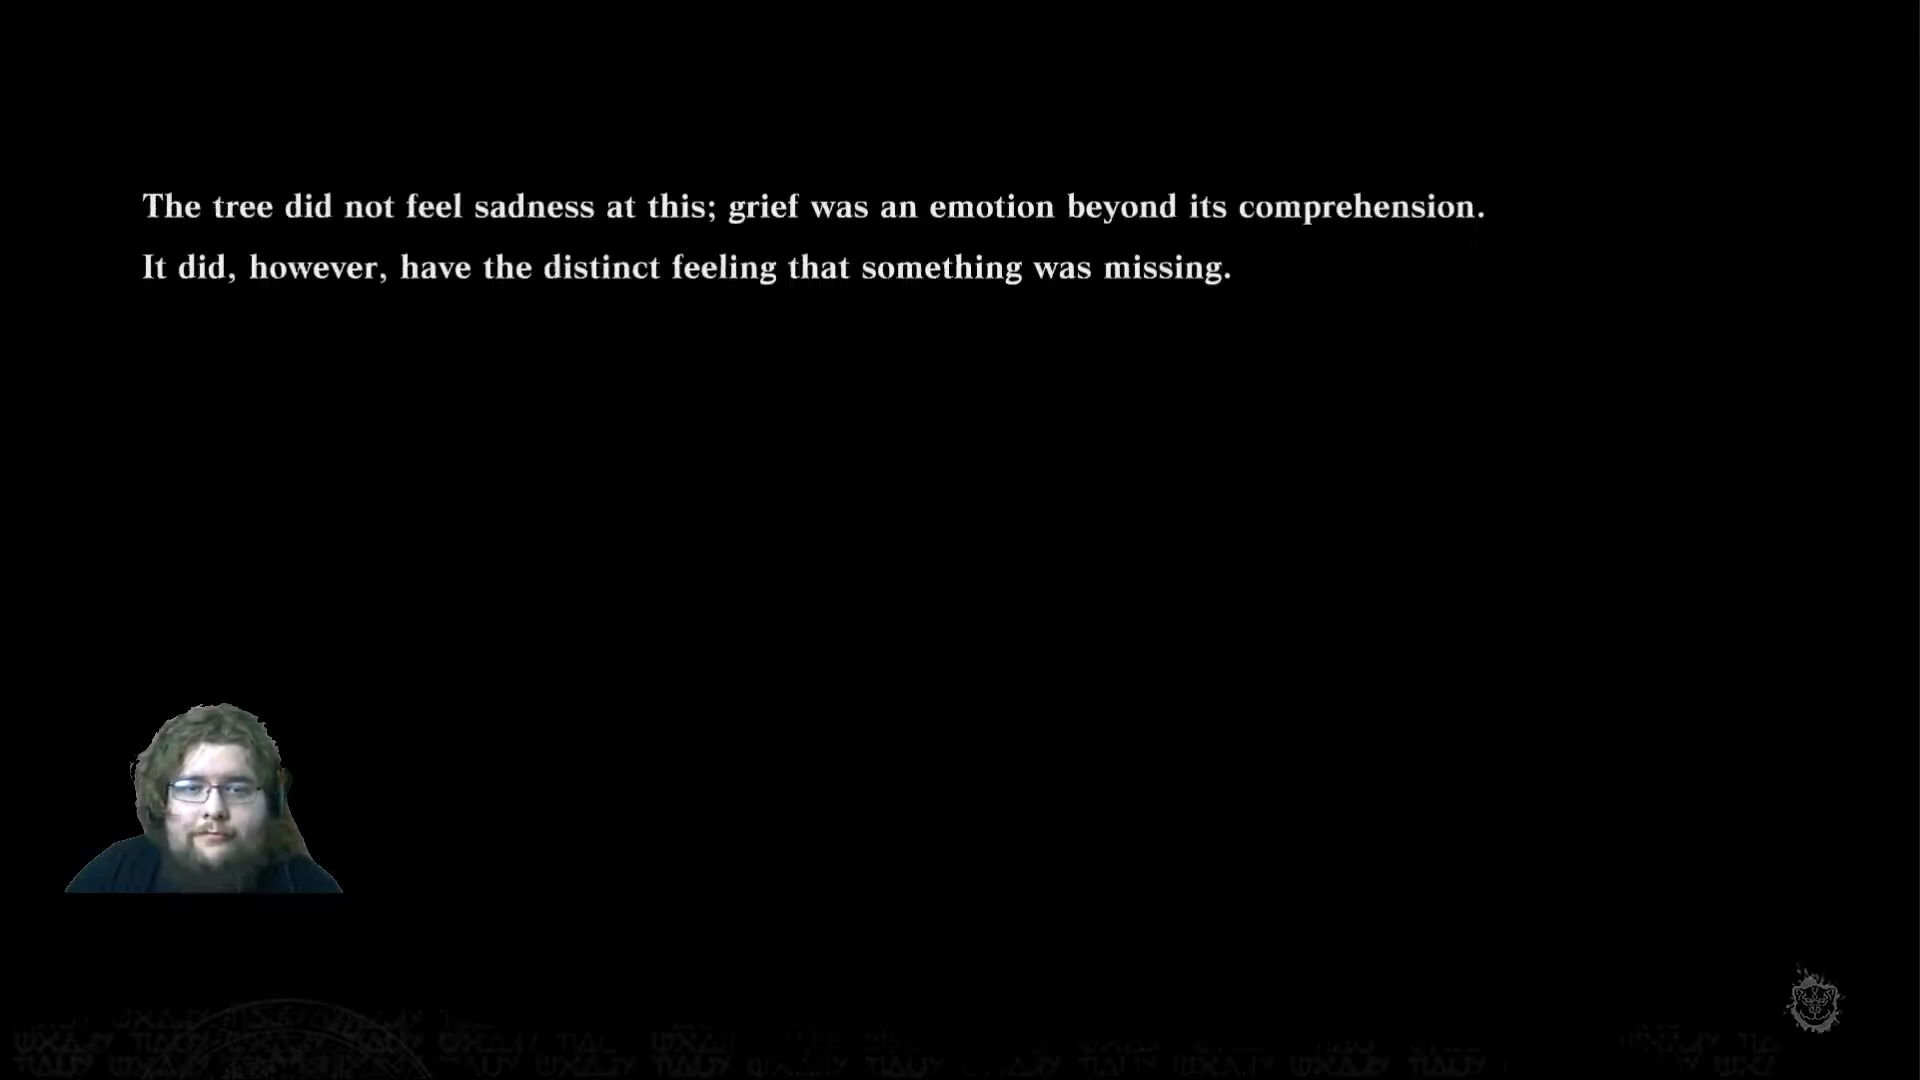 The tree did not feel sadness at this; grief was an emotion beyond its comprehension.
It did, however, have the distinct feeling that something was missing.